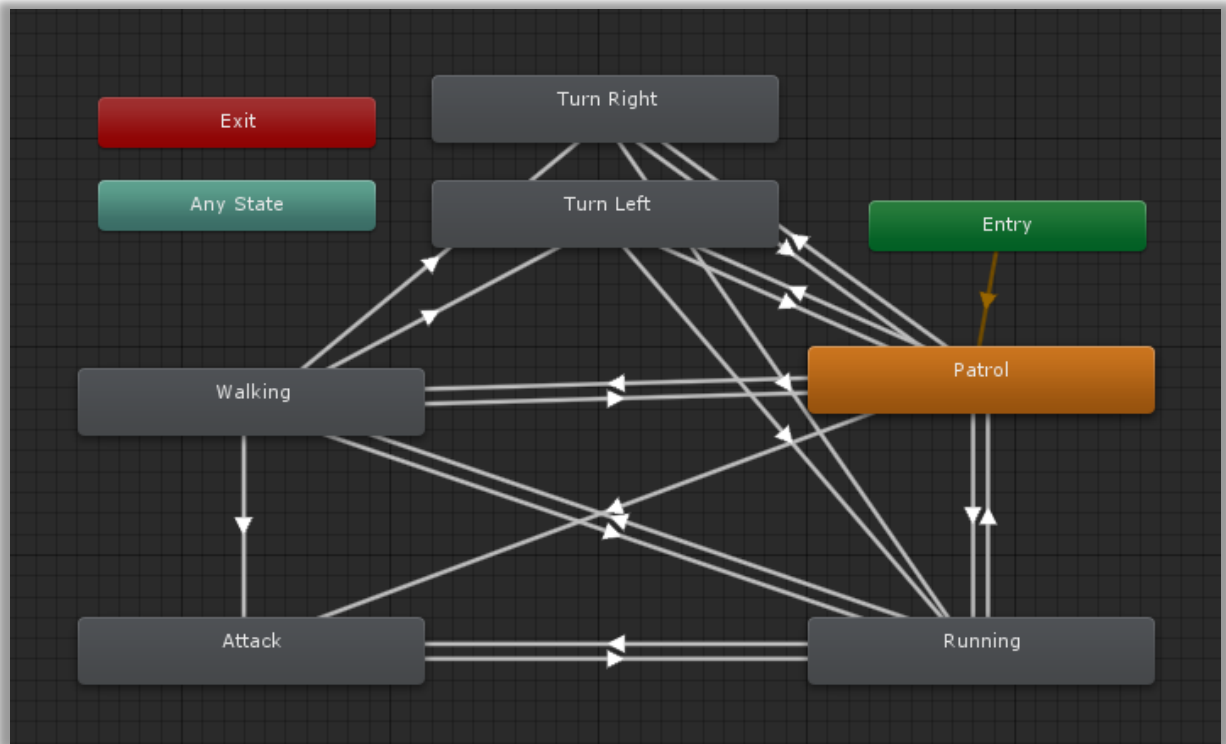 Turn Right
Exit
Turn Left
Any State
Entry
Patrol
Walking
Attack
Running